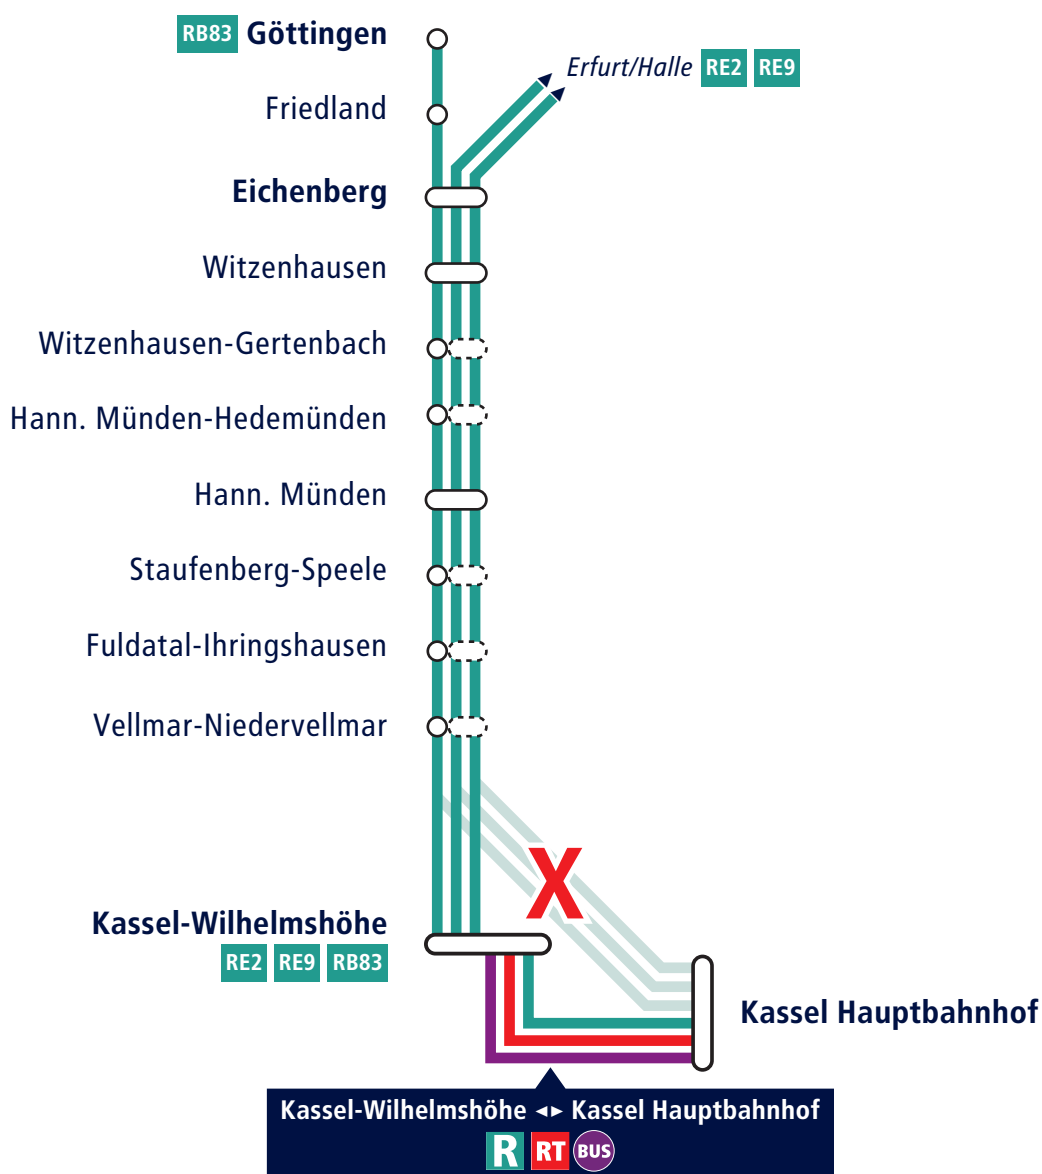 RB83 Göttingen
Erfurt/Halle RE2 RE9
Friedland
Eichenberg
Witzenhausen
Witzenhausen-Gertenbach
Hann. Münden-Hedemünden
Hann. Münden
Staufenberg-Speele
Fuldatal-Ihringshausen
Vellmar-Niedervellmar
X
Kassel-Wilhelmshöhe
RE2 RE9 RB83
Kassel Hauptbahnhof
Kassel-Wilhelmshöhe ◂▸ Kassel Hauptbahnhof
R RT BUS